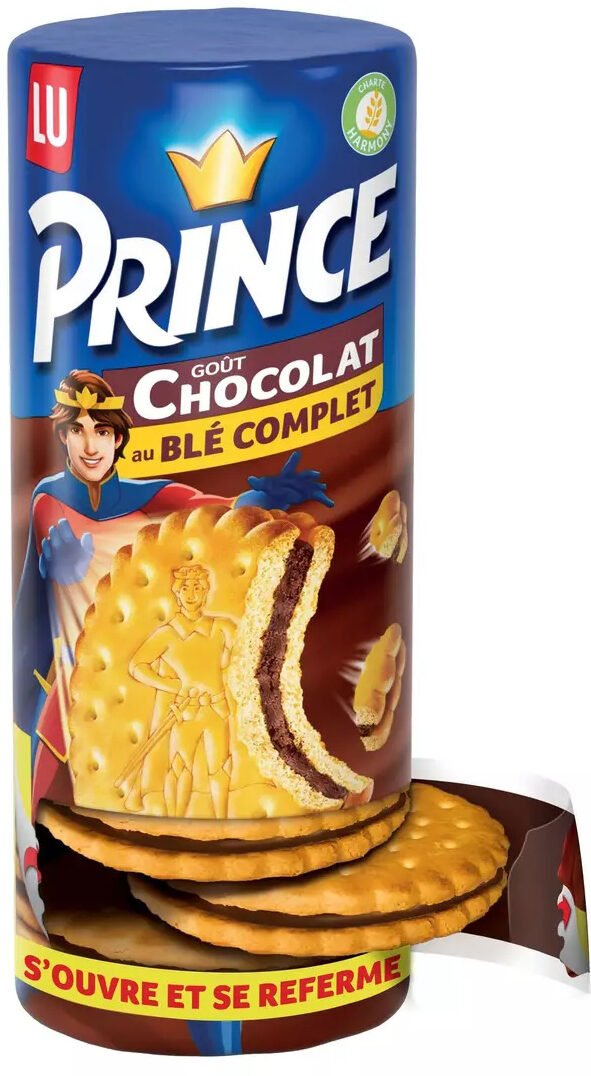 LU
CHARTE
HARMONY
PRINCE
GOÛT
CHOCOLAT
au BLÉ COMPLET
S'OUVRE ET SE REFERME